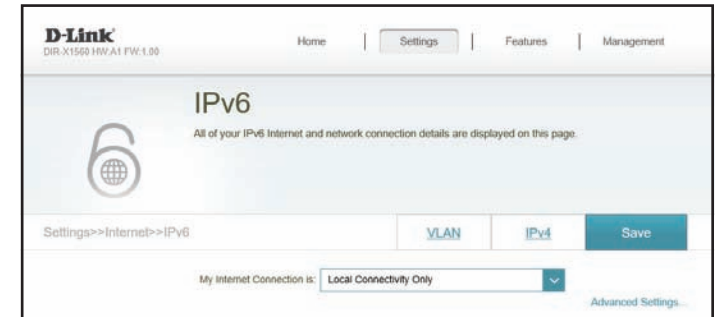 D-Link
DIR-X1560 HW:A1 FW:1.00
Home | Settings | Features | Management
IPv6
All of your IPv6 Internet and network connection details are displayed on this page.
Settings>>Internet>>IPv6
VLAN
IPv4
Save
My Internet Connection is: Local Connectivity Only
Advanced Settings...